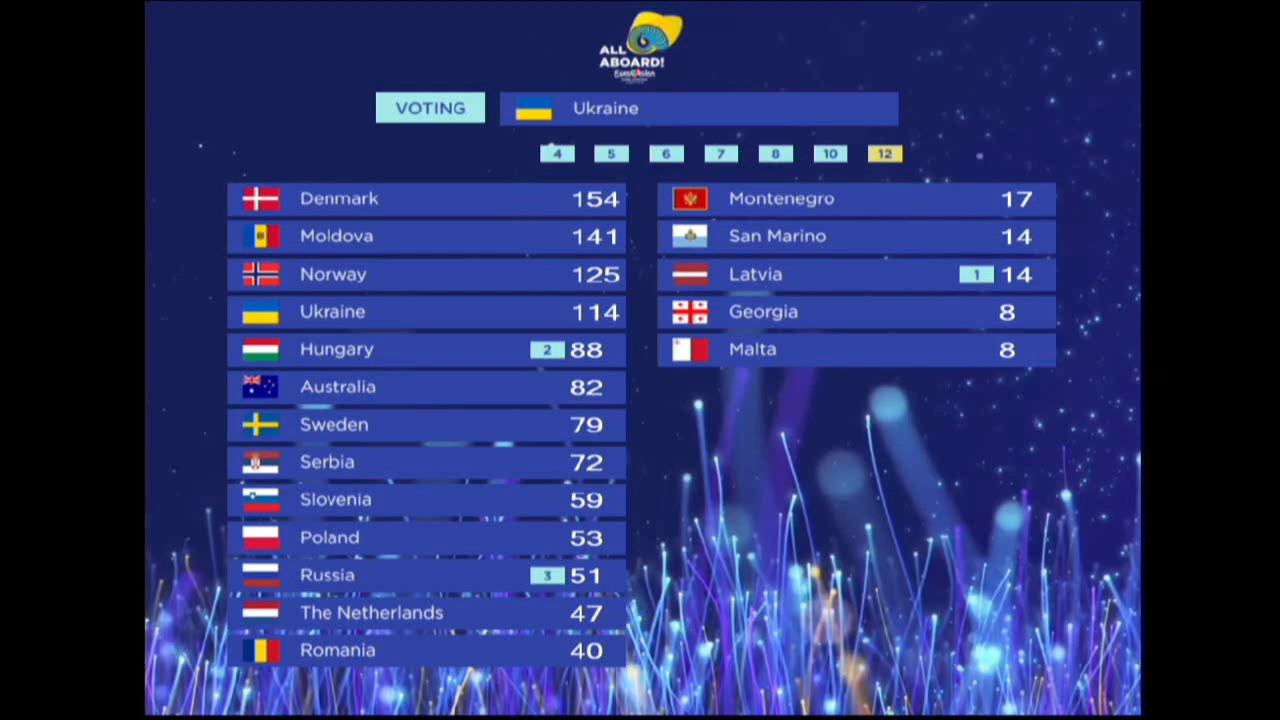 ALL
ABOARD!
EUROVISION
VOTING Ukraine
4 5 6 7 8 10 12
Denmark 154
Moldova 141
Norway 125
Ukraine 114
Hungary 2 88
Australia 82
Sweden 79
Serbia 72
Slovenia 59
Poland 53
Russia 3 51
The Netherlands 47
Romania 40
Montenegro 17
San Marino 14
Latvia 1 14
Georgia 8
Malta 8